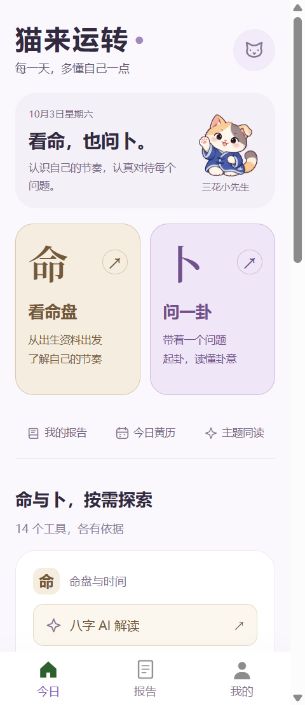 猫来运转
每一天，多懂自己一点
10月3日星期六
看命，也问卜。
认识自己的节奏，认真对待每个
问题。
三花小先生
命
看命盘
从出生资料出发
了解自己的节奏
卜
问一卦
带着一个问题
起卦，读懂卦意
我的报告 今日黄历 主题同读
命与卜，按需探索
14 个工具，各有依据
命 命盘与时间
八字 AI 解读
今日 报告 我的